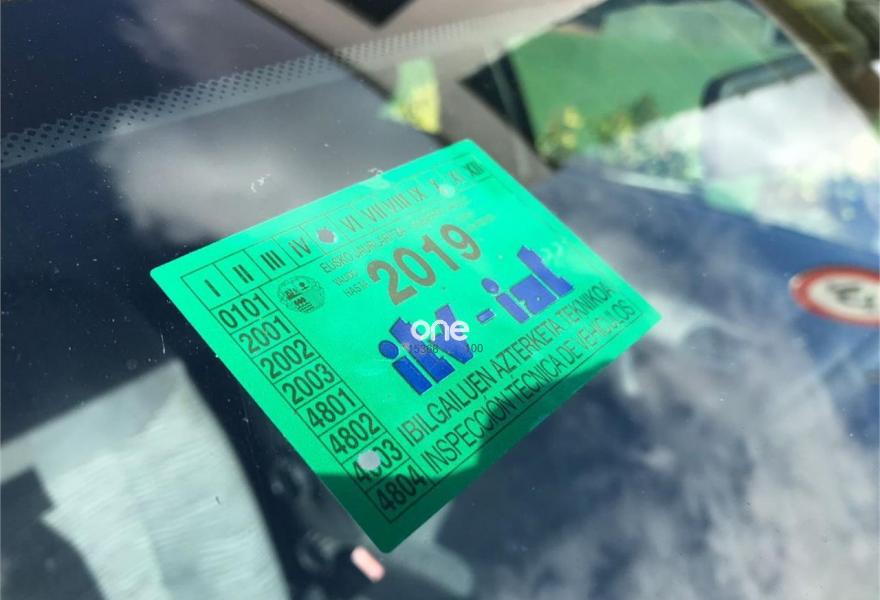 I II III IV VI VII VIII IX X XI XII
EUSKO JAURLARITZA
HASTA
2019
itv-iat
one
IBILGAILUEN AZTERKETA TEKNIKOA
INSPECCIÓN TÉCNICA DE VEHÍCULOS
0101
2001
2002
2003
4801
4802
4803
4804